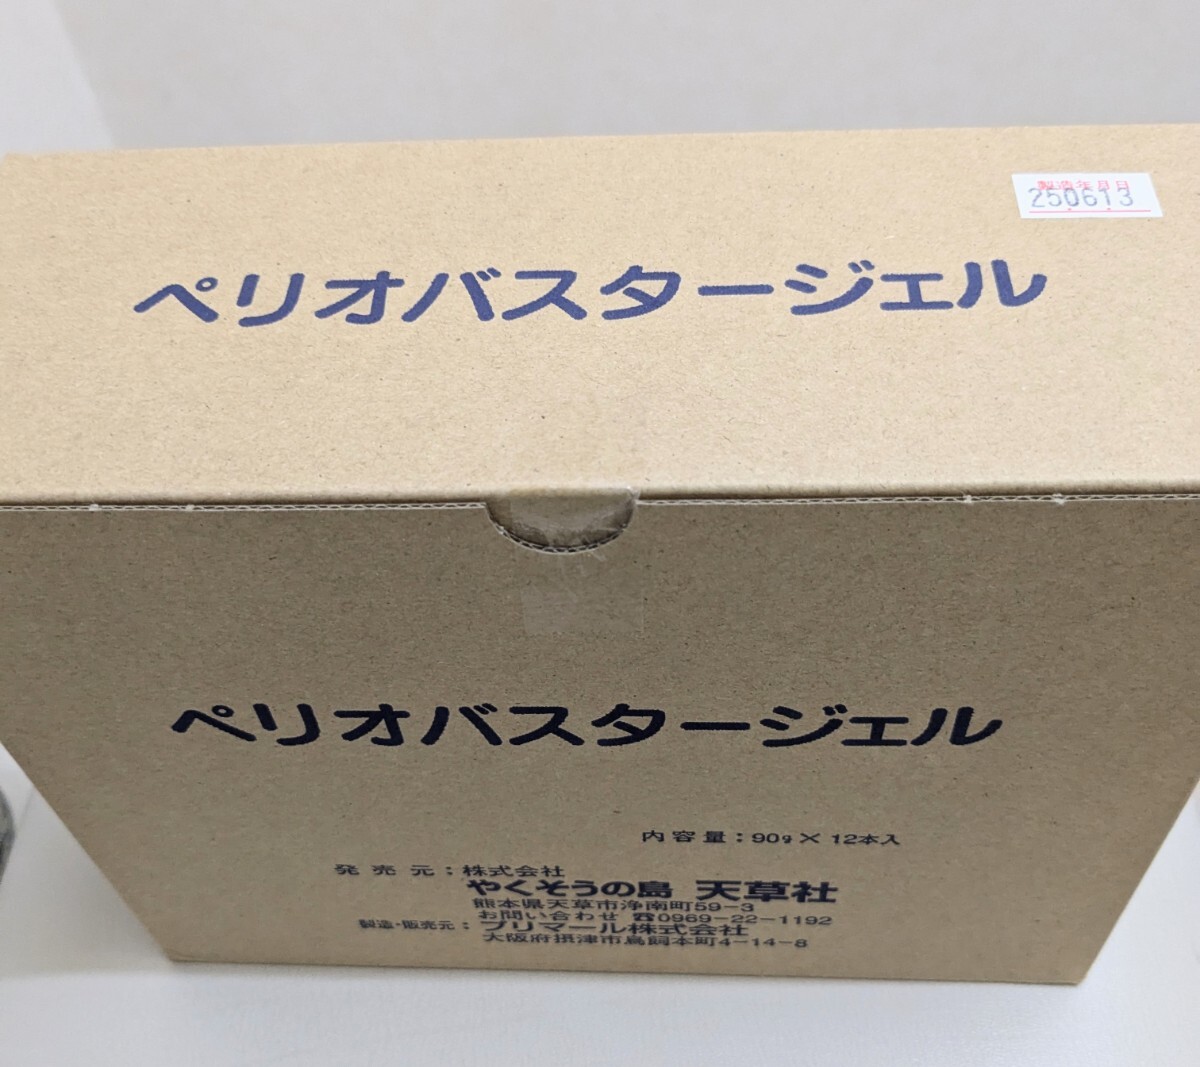 製造年月日
250613
ペリオバスタージェル
ペリオバスタージェル
内容量：90g×12本入
発売元：株式会社
やくそうの島 天草社
熊本県天草市浄南町59-3
お問い合わせ ☎0969-22-1192
製造・販売元：プリマール株式会社
大阪府摂津市鳥飼本町4-14-8